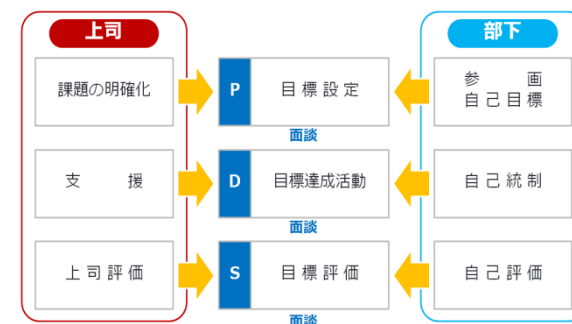 上司
部下
課題の明確化
P
目標設定
参 画
自己目標
面談
支 援
D
目標達成活動
自己統制
面談
上司評価
S
目標評価
自己評価
面談